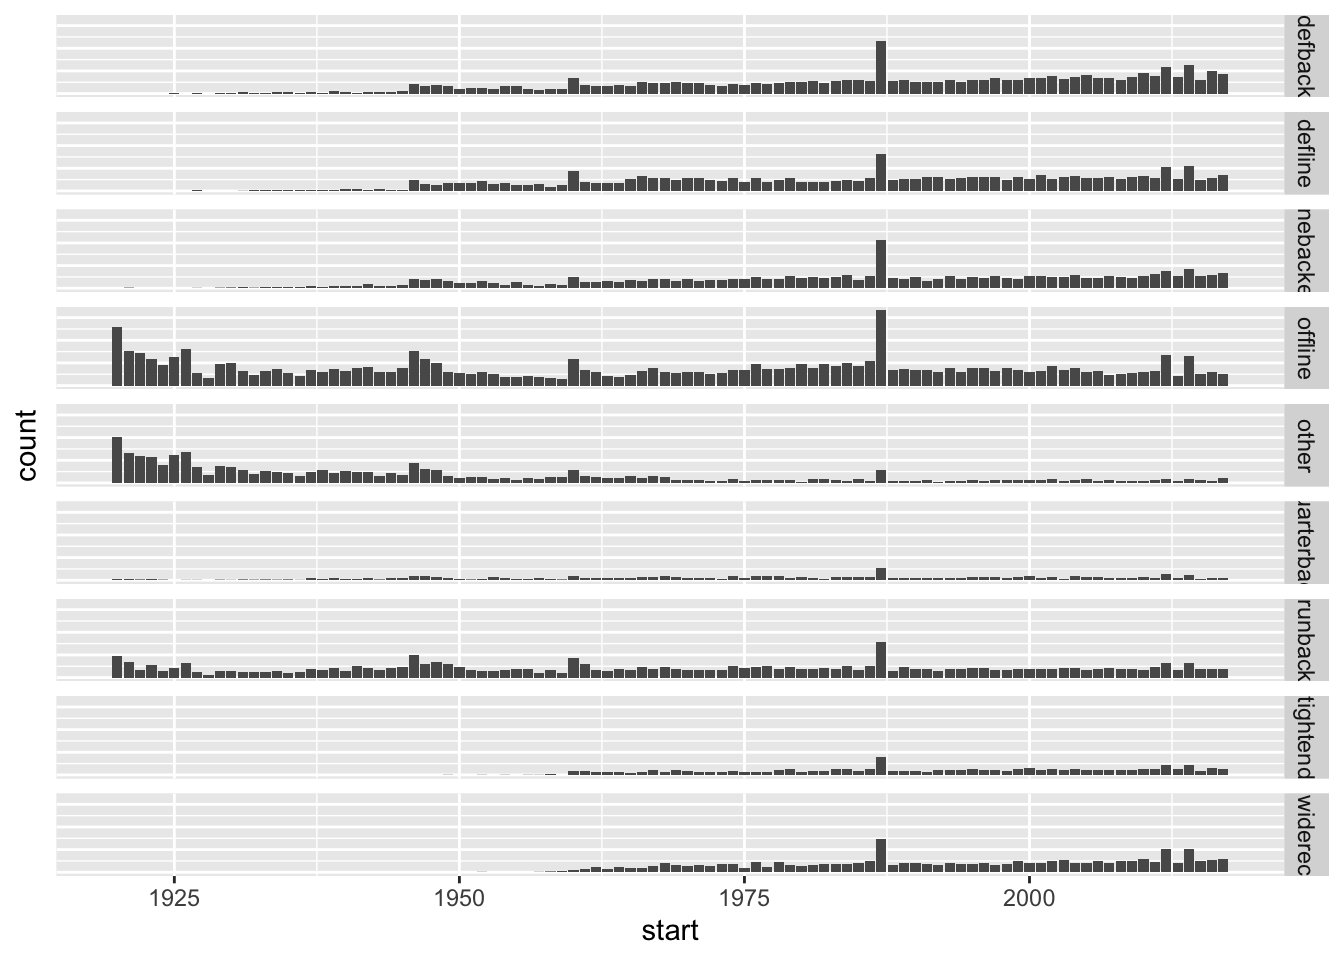 defback
defline
nebacke
offline
other
uarterba
runback
tightend
widerec
count
1925 1950 1975 2000
start